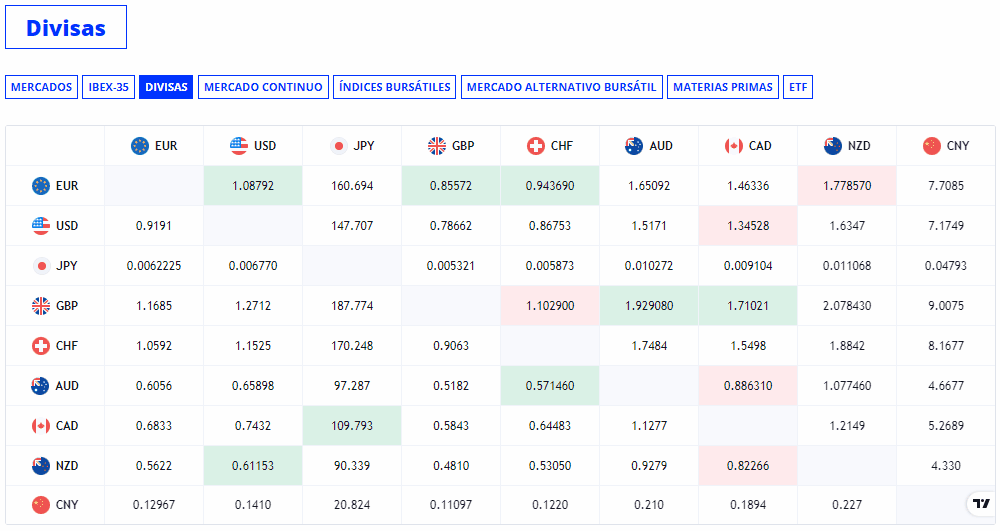 Divisas
MERCADOS IBEX-35 DIVISAS MERCADO CONTINUO ÍNDICES BURSÁTILES MERCADO ALTERNATIVO BURSÁTIL MATERIAS PRIMAS ETF
EUR USD JPY GBP CHF AUD CAD NZD CNY
EUR 1.08792 160.694 0.85572 0.943690 1.65092 1.46336 1.778570 7.7085
USD 0.9191 147.707 0.78662 0.86753 1.5171 1.34528 1.6347 7.1749
JPY 0.0062225 0.006770 0.005321 0.005873 0.010272 0.009104 0.011068 0.04793
GBP 1.1685 1.2712 187.774 1.102900 1.929080 1.71021 2.078430 9.0075
CHF 1.0592 1.1525 170.248 0.9063 1.7484 1.5498 1.8842 8.1677
AUD 0.6056 0.65898 97.287 0.5182 0.571460 0.886310 1.077460 4.6677
CAD 0.6833 0.7432 109.793 0.5843 0.64483 1.1277 1.2149 5.2689
NZD 0.5622 0.61153 90.339 0.4810 0.53050 0.9279 0.82266 4.330
CNY 0.12967 0.1410 20.824 0.11097 0.1220 0.210 0.1894 0.227